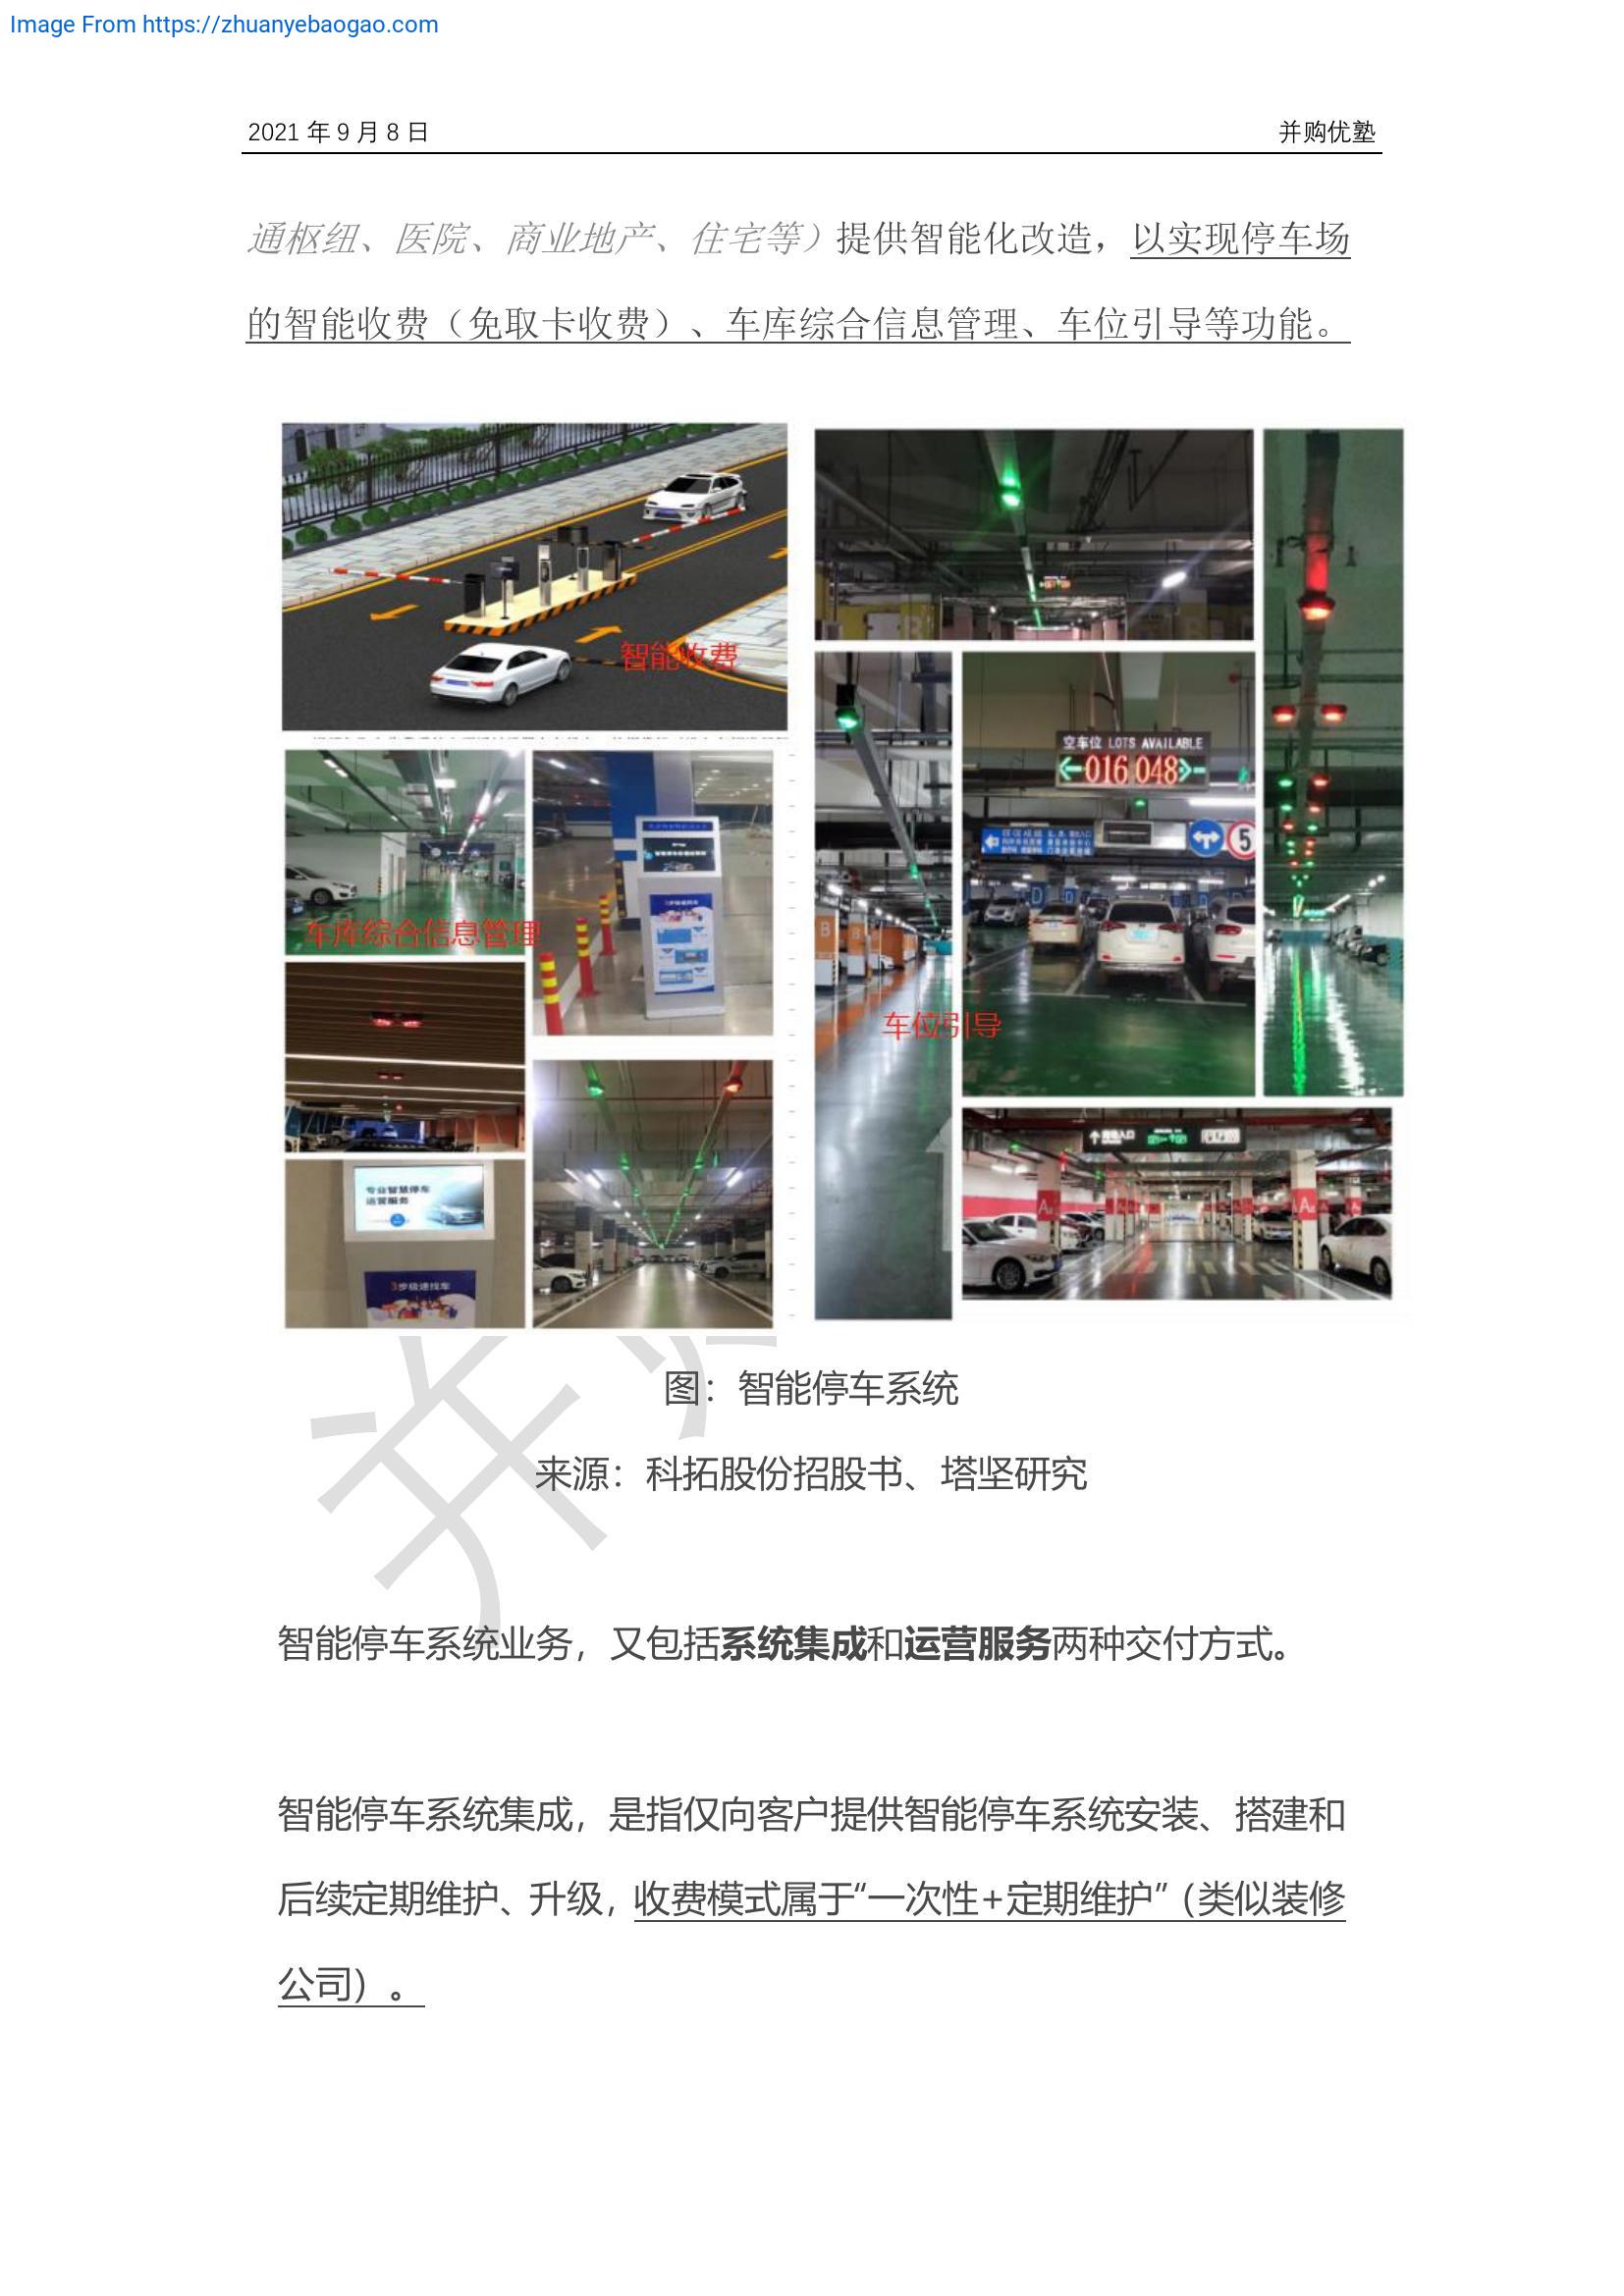 Image From https://zhuanyebaogao.com
2021 年 9 月 8 日
并购优塾
通枢纽、医院、商业地产、住宅等）提供智能化改造，以实现停车场
的智能收费（免取卡收费）、车库综合信息管理、车位引导等功能。
智能收费
空车位 LOTS AVAILABLE
016 048
5
D
B
车库综合信息管理
车位引导
专业智慧停车
运营服务
3步极速找车
A
A
图：智能停车系统
来源：科拓股份招股书、塔坚研究
智能停车系统业务，又包括系统集成和运营服务两种交付方式。
智能停车系统集成，是指仅向客户提供智能停车系统安装、搭建和
后续定期维护、升级，收费模式属于“一次性+定期维护”（类似装修
公司）。